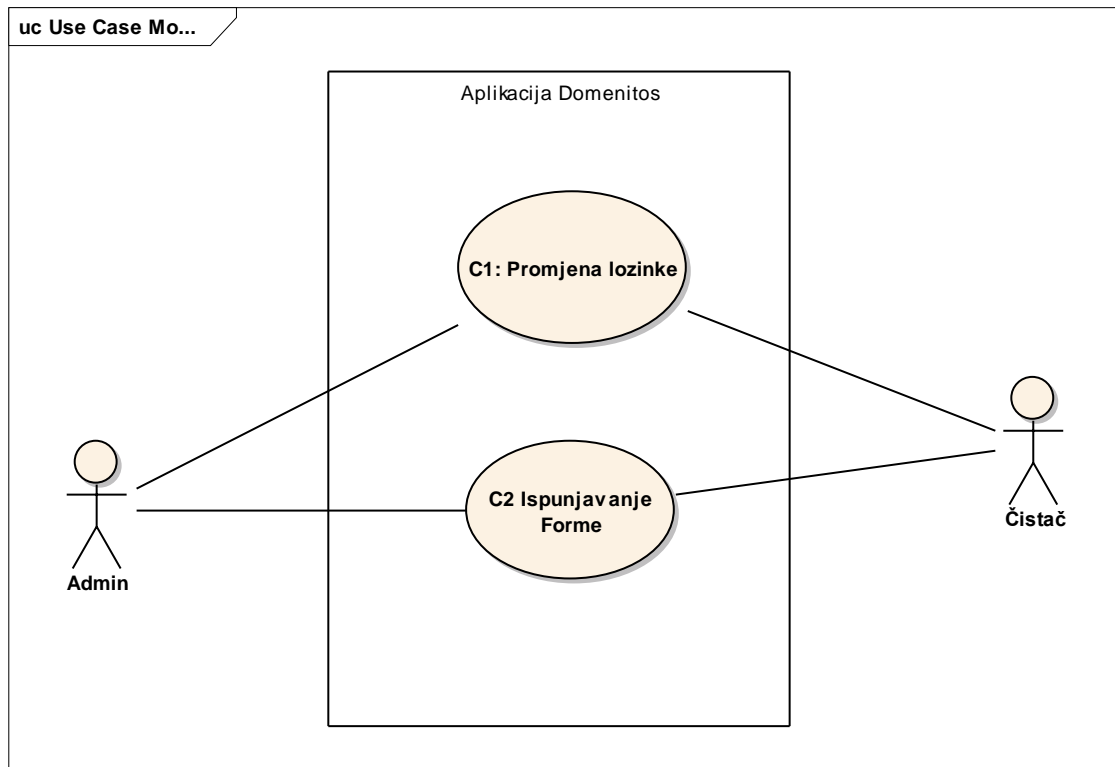 uc Use Case Mo...
Aplikacija Domenitos
C1: Promjena lozinke
C2 Ispunjavanje
Forme
Admin
Čistač